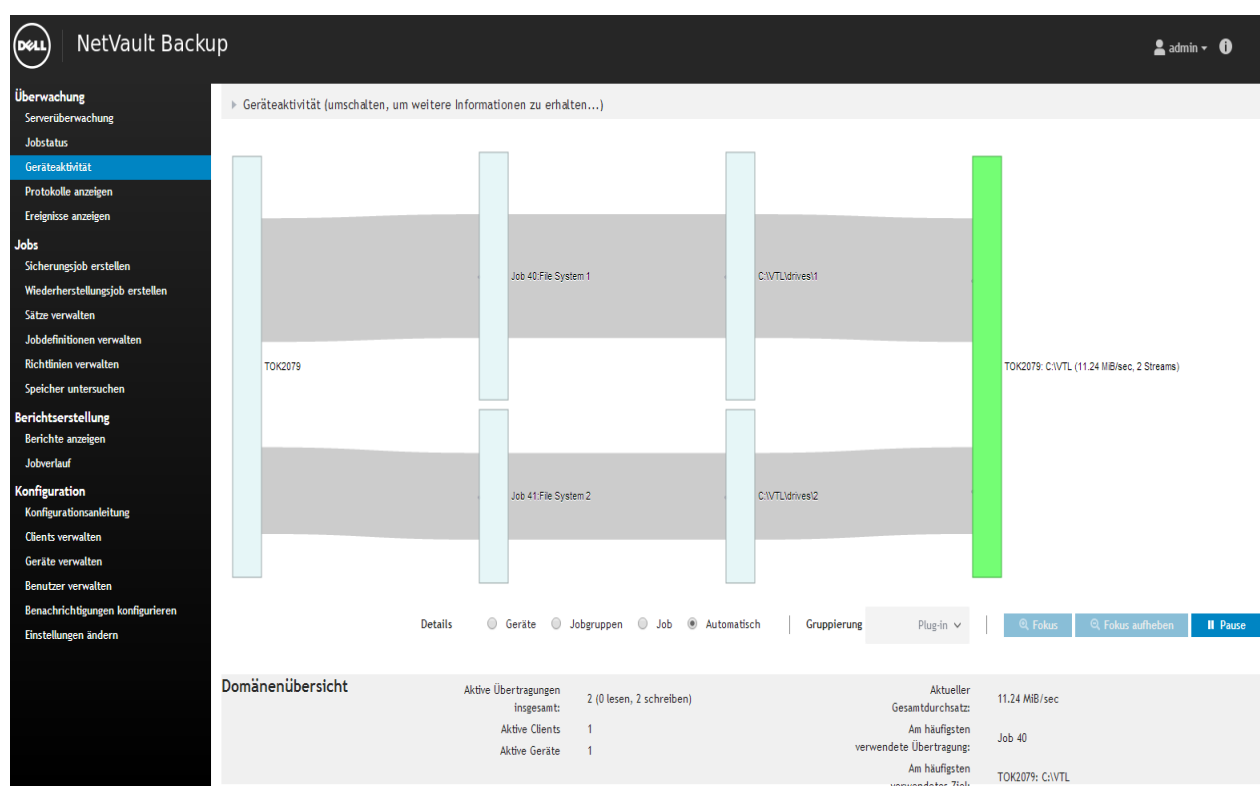 DELL
NetVault Backup
admin
Überwachung
Serverüberwachung
Jobstatus
Geräteaktivität
Protokolle anzeigen
Ereignisse anzeigen
Jobs
Sicherungsjob erstellen
Wiederherstellungsjob erstellen
Sätze verwalten
Jobdefinitionen verwalten
Richtlinien verwalten
Speicher untersuchen
Berichtserstellung
Berichte anzeigen
Jobverlauf
Konfiguration
Konfigurationsanleitung
Clients verwalten
Geräte verwalten
Benutzer verwalten
Benachrichtigungen konfigurieren
Einstellungen ändern
Geräteaktivität (umschalten, um weitere Informationen zu erhalten...)
Job 40:File System 1
C:\VTL\drives\1
TOK2079
TOK2079: C:\VTL (11.24 MiB/sec, 2 Streams)
Job 41:File System 2
C:\VTL\drives\2
Details Geräte Jobgruppen Job Automatisch Gruppierung Plug-in Fokus Fokus aufheben Pause
Domänenübersicht
Aktive Übertragungen
insgesamt:
2 (0 lesen, 2 schreiben)
Aktive Clients 1
Aktive Geräte 1
Aktueller
Gesamtdurchsatz:
11.24 MiB/sec
Am häufigsten
verwendete Übertragung:
Job 40
Am häufigsten
verwendetes Ziel:
TOK2079: C:\VTL